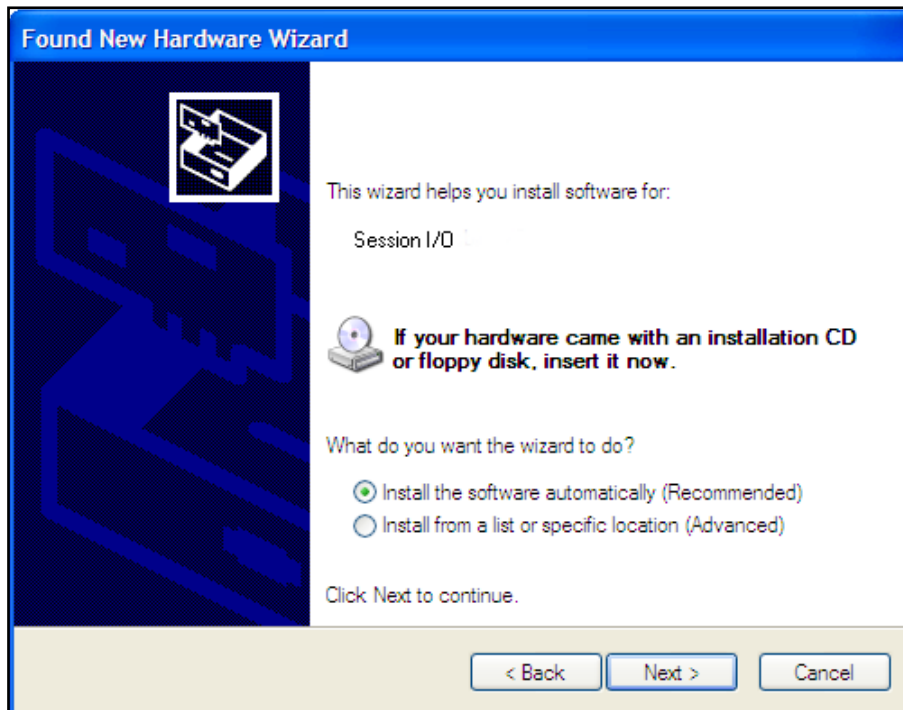 Found New Hardware Wizard
This wizard helps you install software for:
Session I/O
If your hardware came with an installation CD
or floppy disk, insert it now.
What do you want the wizard to do?
Install the software automatically (Recommended)
Install from a list or specific location (Advanced)
Click Next to continue.
< Back
Next >
Cancel